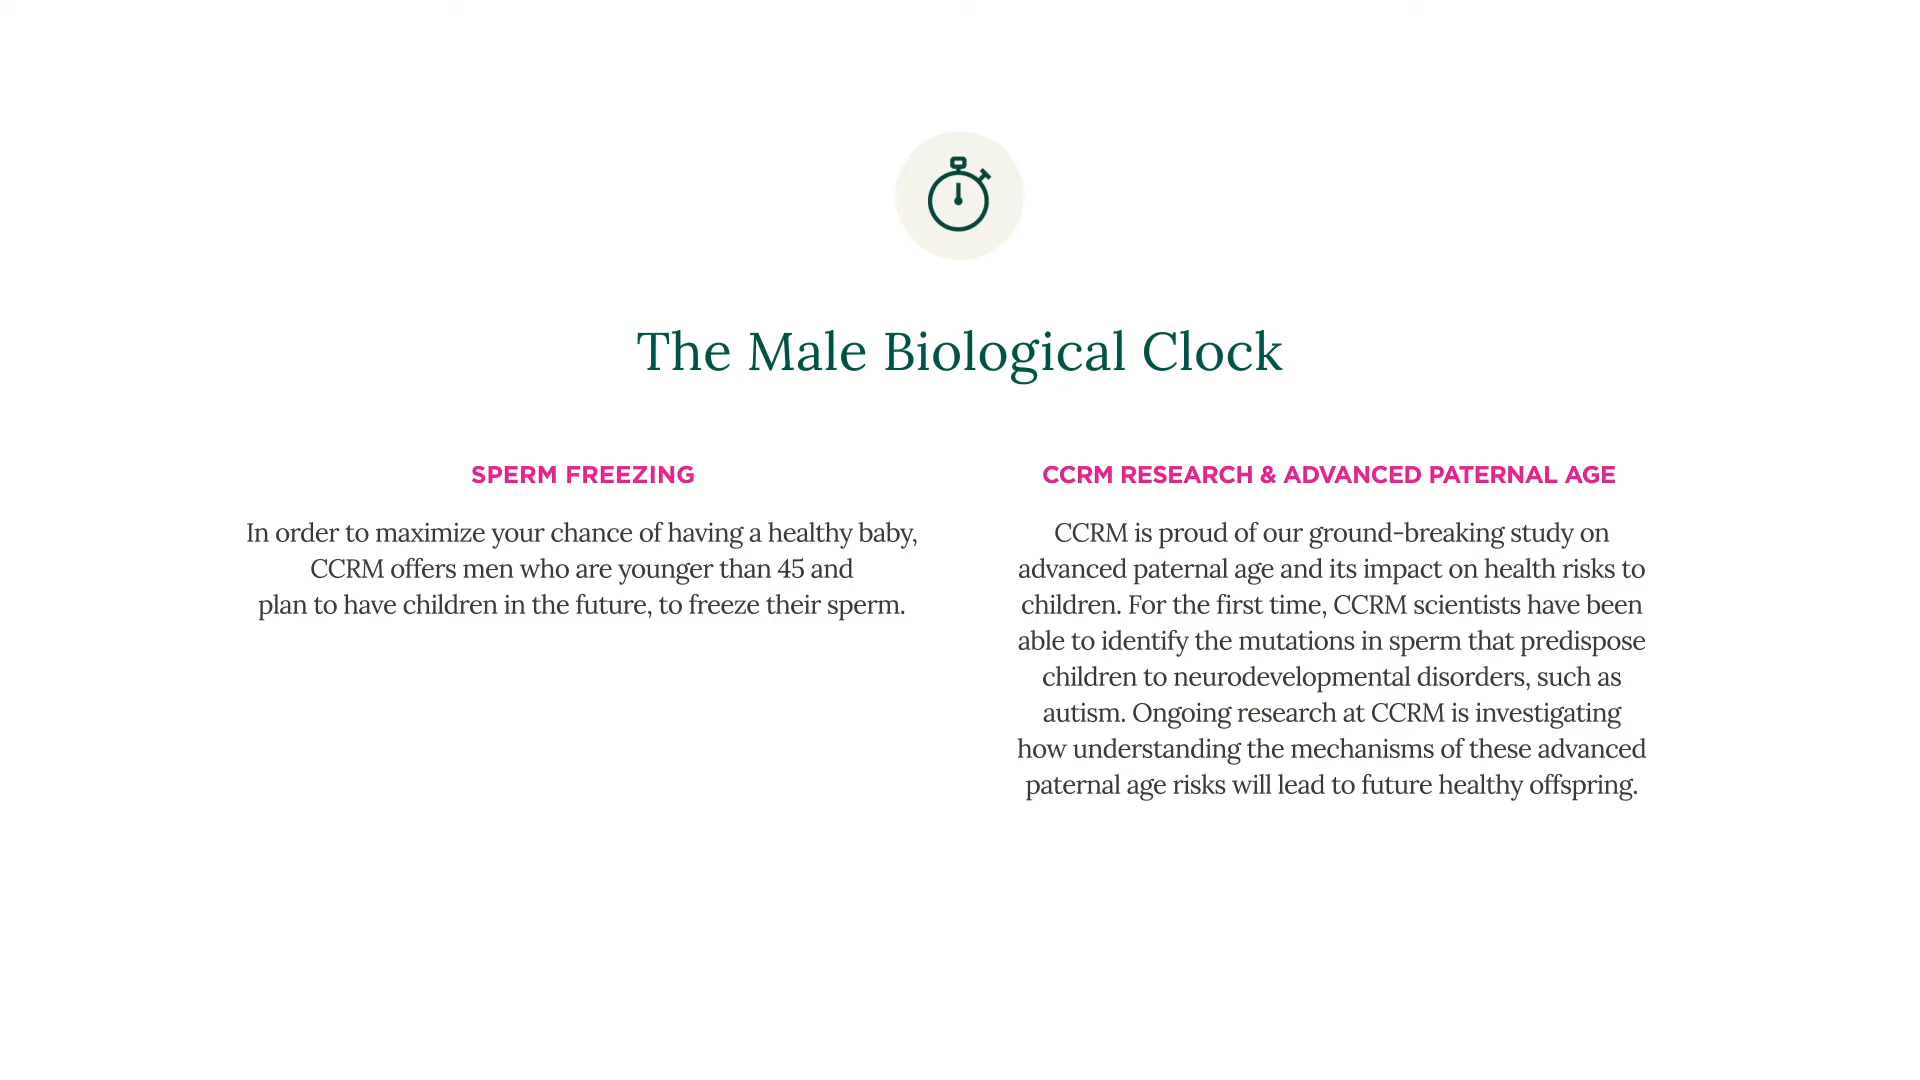 The Male Biological Clock
SPERM FREEZING
In order to maximize your chance of having a healthy baby,
CCRM offers men who are younger than 45 and
plan to have children in the future, to freeze their sperm.
CCRM RESEARCH & ADVANCED PATERNAL AGE
CCRM is proud of our ground-breaking study on
advanced paternal age and its impact on health risks to
children. For the first time, CCRM scientists have been
able to identify the mutations in sperm that predispose
children to neurodevelopmental disorders, such as
autism. Ongoing research at CCRM is investigating
how understanding the mechanisms of these advanced
paternal age risks will lead to future healthy offspring.